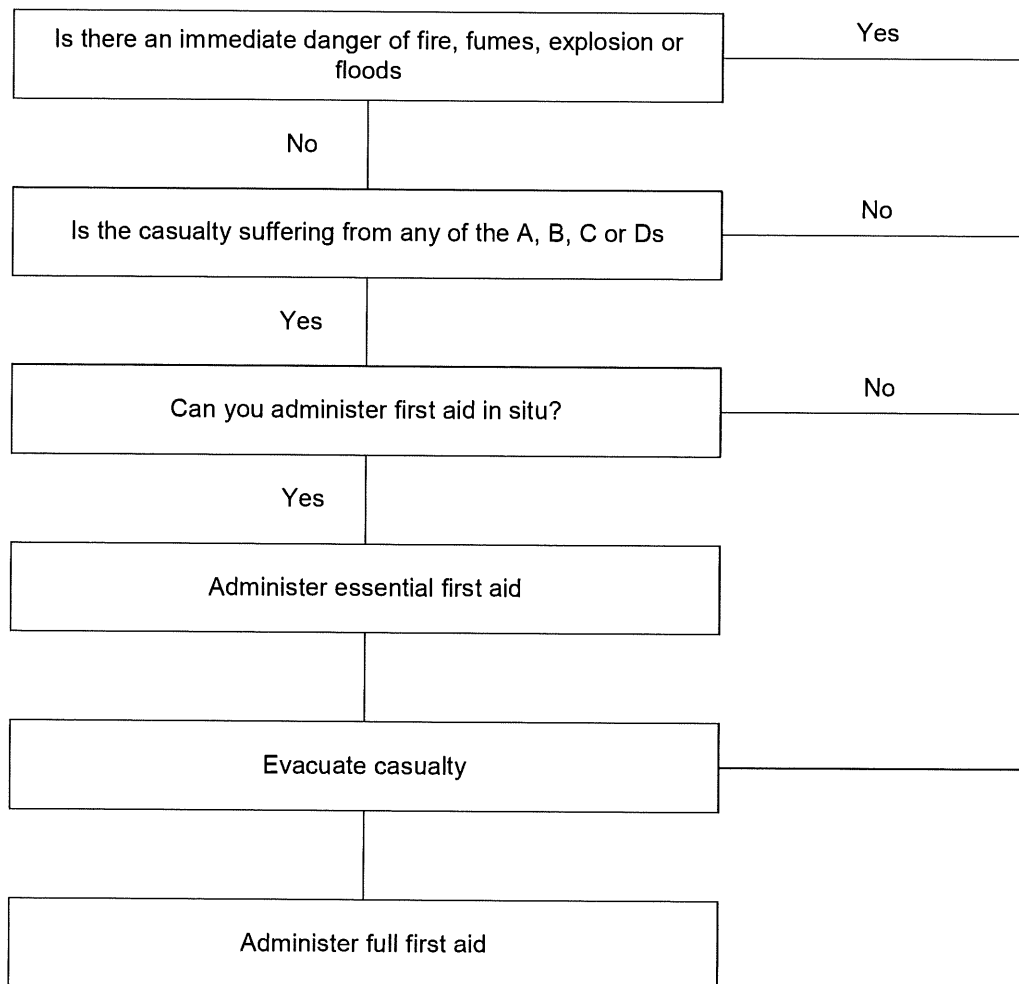 Is there an immediate danger of fire, fumes, explosion or
floods
Yes
No
Is the casualty suffering from any of the A, B, C or Ds
No
Yes
Can you administer first aid in situ?
No
Yes
Administer essential first aid
Evacuate casualty
Administer full first aid